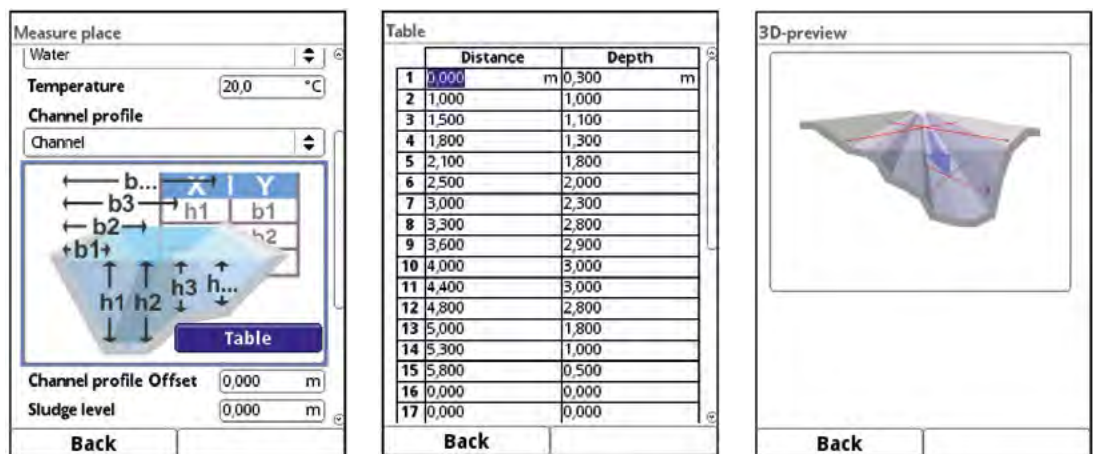 Measure place
Water
Temperature 20,0 °C
Channel profile
Channel
b... X Y
b3 h1 b1
b2 h2
b1
h1 h2 h3 h...
Table
Channel profile Offset 0,000 m
Sludge level 0,000 m
Back
Table
Distance Depth
1 0,000 m 0,300 m
2 1,000 1,000
3 1,500 1,100
4 1,800 1,300
5 2,100 1,800
6 2,500 2,000
7 3,000 2,300
8 3,300 2,800
9 3,600 2,900
10 4,000 3,000
11 4,400 3,000
12 4,800 2,800
13 5,000 1,800
14 5,300 1,000
15 5,800 0,500
16 0,000 0,000
17 0,000 0,000
Back
3D-preview
Back